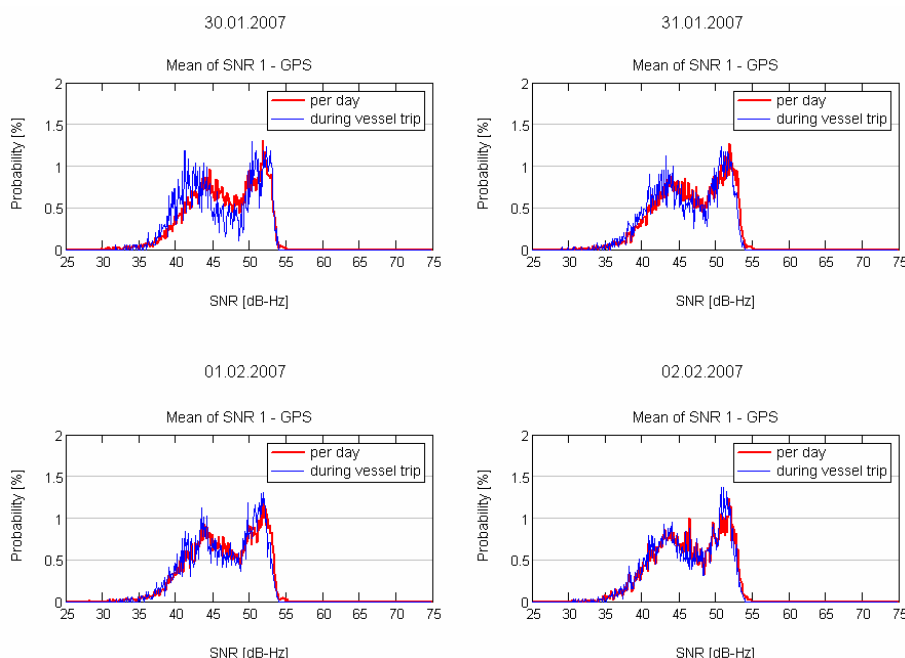 30.01.2007
Mean of SNR 1 - GPS
per day
during vessel trip
Probability [%]
2
1.5
1
0.5
0
25 30 35 40 45 50 55 60 65 70 75
SNR [dB-Hz]
31.01.2007
Mean of SNR 1 - GPS
per day
during vessel trip
Probability [%]
2
1.5
1
0.5
0
25 30 35 40 45 50 55 60 65 70 75
SNR [dB-Hz]
01.02.2007
Mean of SNR 1 - GPS
per day
during vessel trip
Probability [%]
2
1.5
1
0.5
0
25 30 35 40 45 50 55 60 65 70 75
SNR [dB-Hz]
02.02.2007
Mean of SNR 1 - GPS
per day
during vessel trip
Probability [%]
2
1.5
1
0.5
0
25 30 35 40 45 50 55 60 65 70 75
SNR [dB-Hz]